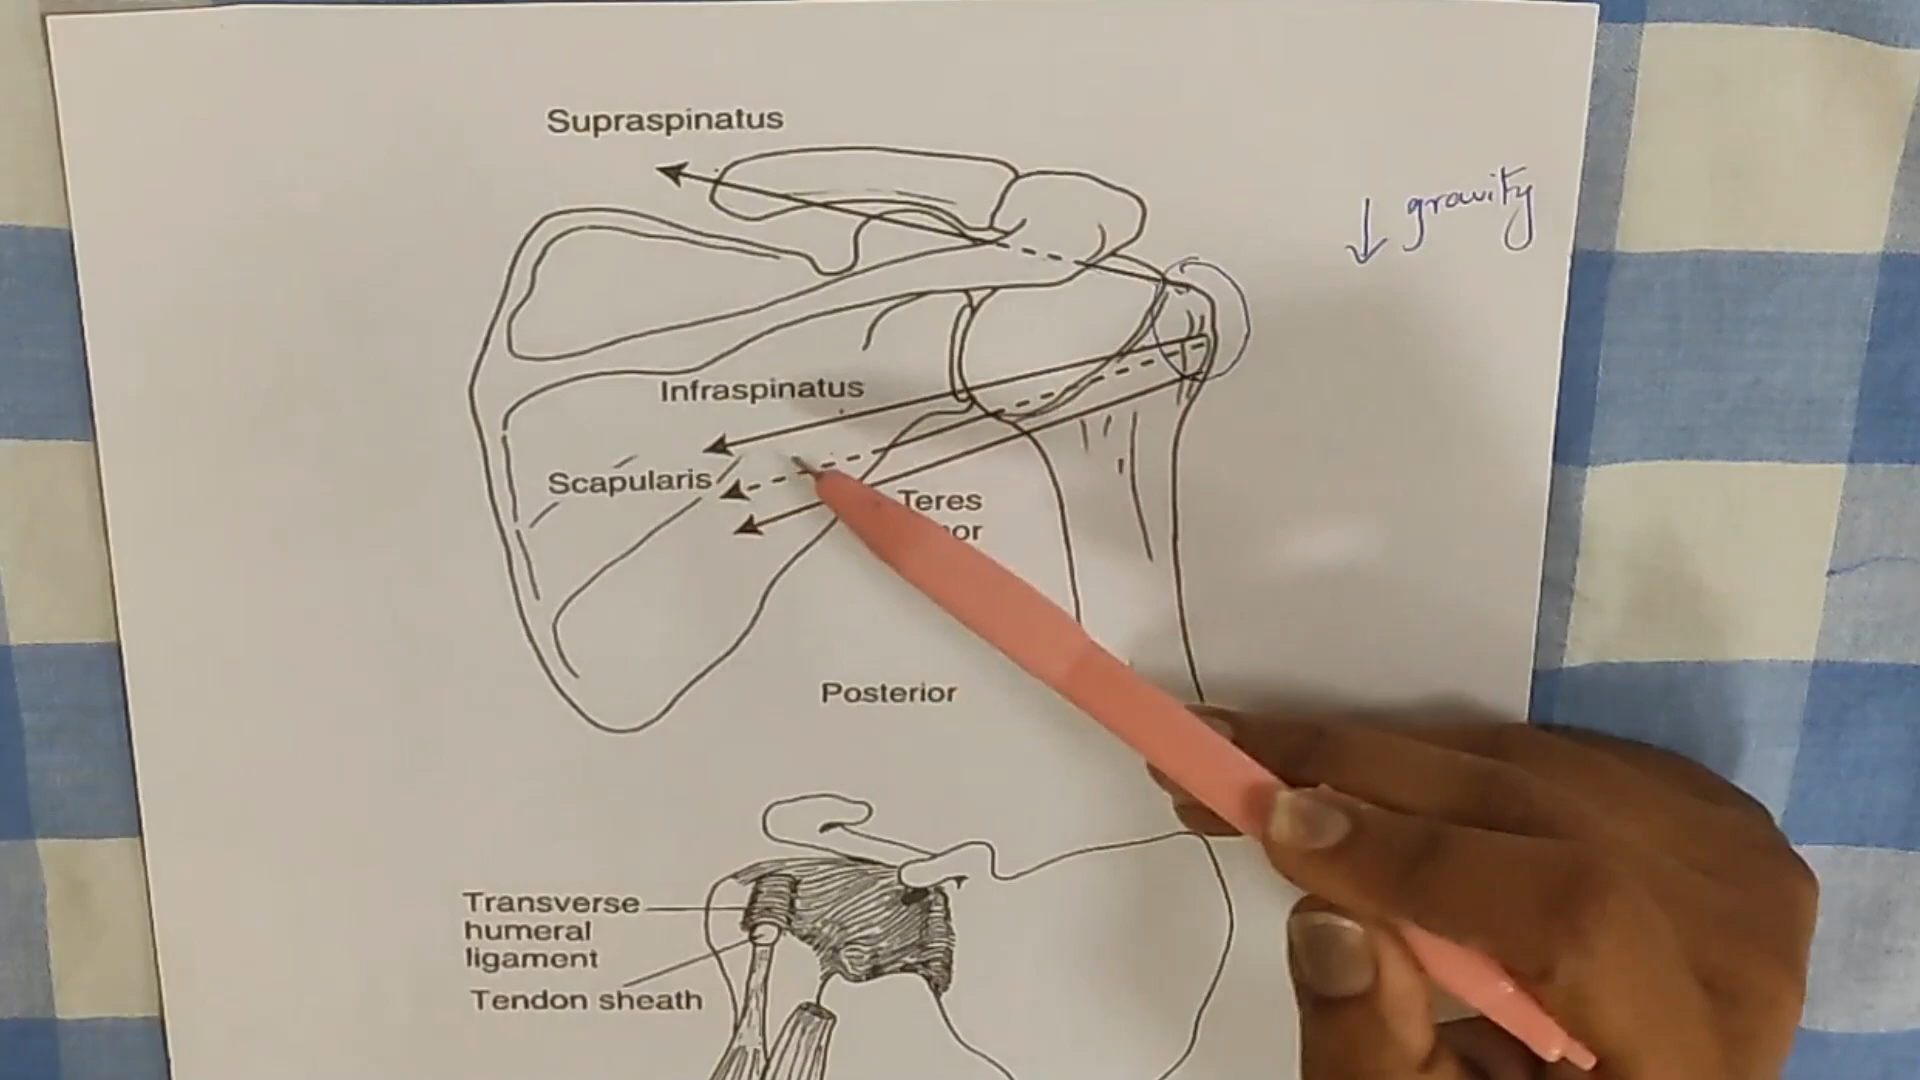 Supraspinatus
↓ gravity
Infraspinatus
Scapularis
Teres
Posterior
Transverse
humeral
ligament
Tendon sheath